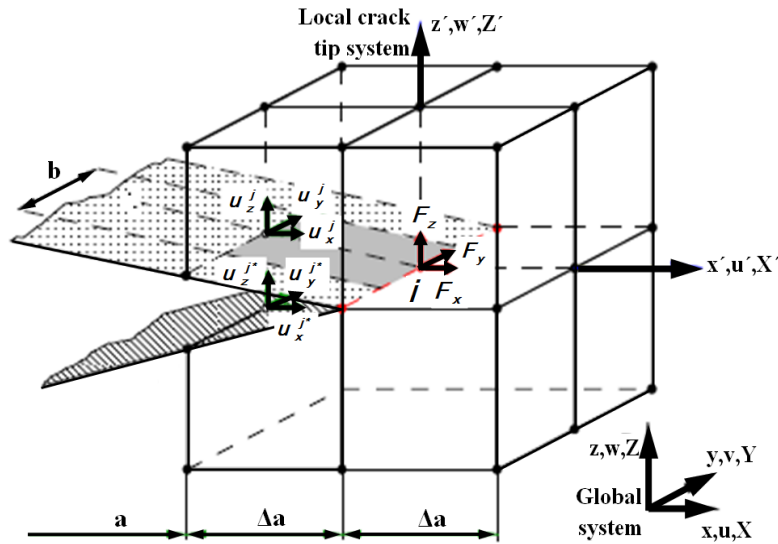 Local crack
tip system
z´,w´,Z´
b
u_z^j
u_y^j
u_x^j
F_z
F_y
F_x
i
u_z^{j*}
u_y^{j*}
u_x^{j*}
x´,u´,X´
z,w,Z
y,v,Y
Global
system
x,u,X
a
Δa
Δa